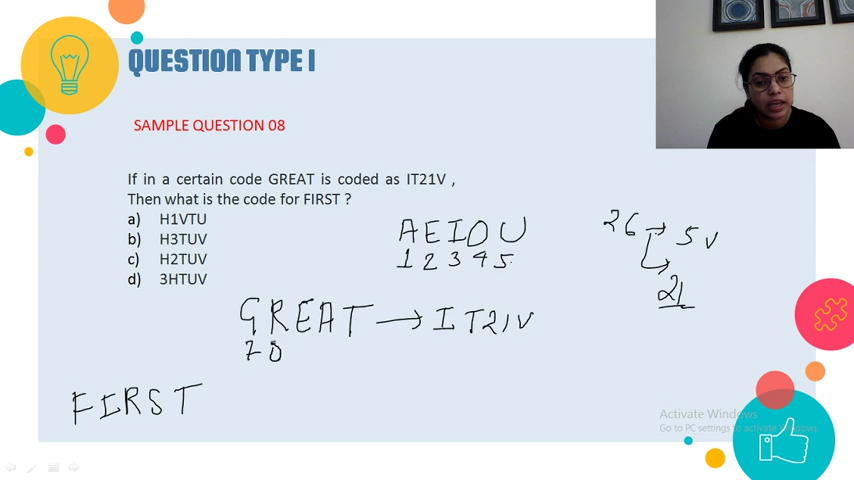 QUESTION TYPE I
SAMPLE QUESTION 08
If in a certain code GREAT is coded as IT21V ,
Then what is the code for FIRST ?
a) H1VTU
b) H3TUV
c) H2TUV
d) 3HTUV
AEIOU
12345
26 → 5 V
→ 21
GREAT → IT21V
FIRST
Activate Windows
Go to PC settings to activate Windows.